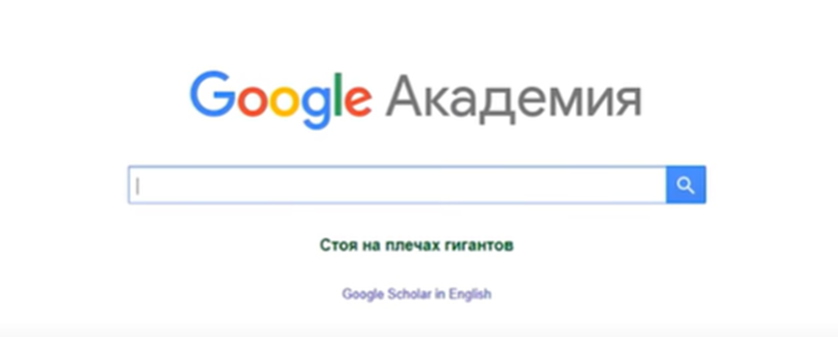 Google Академия
Стоя на плечах гигантов
Google Scholar in English